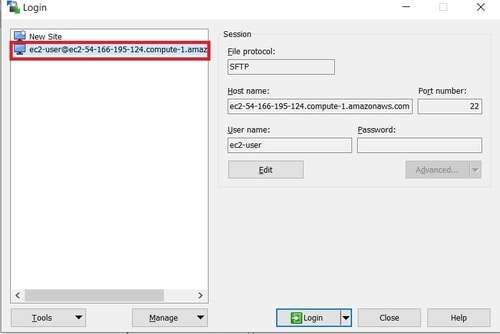 Login
New Site
ec2-user@ec2-54-166-195-124.compute-1.amaz
Session
File protocol:
SFTP
Host name:
Port number:
ec2-54-166-195-124.compute-1.amazonaws.com
22
User name:
Password:
ec2-user
Edit
Advanced...
Tools
Manage
Login
Close
Help